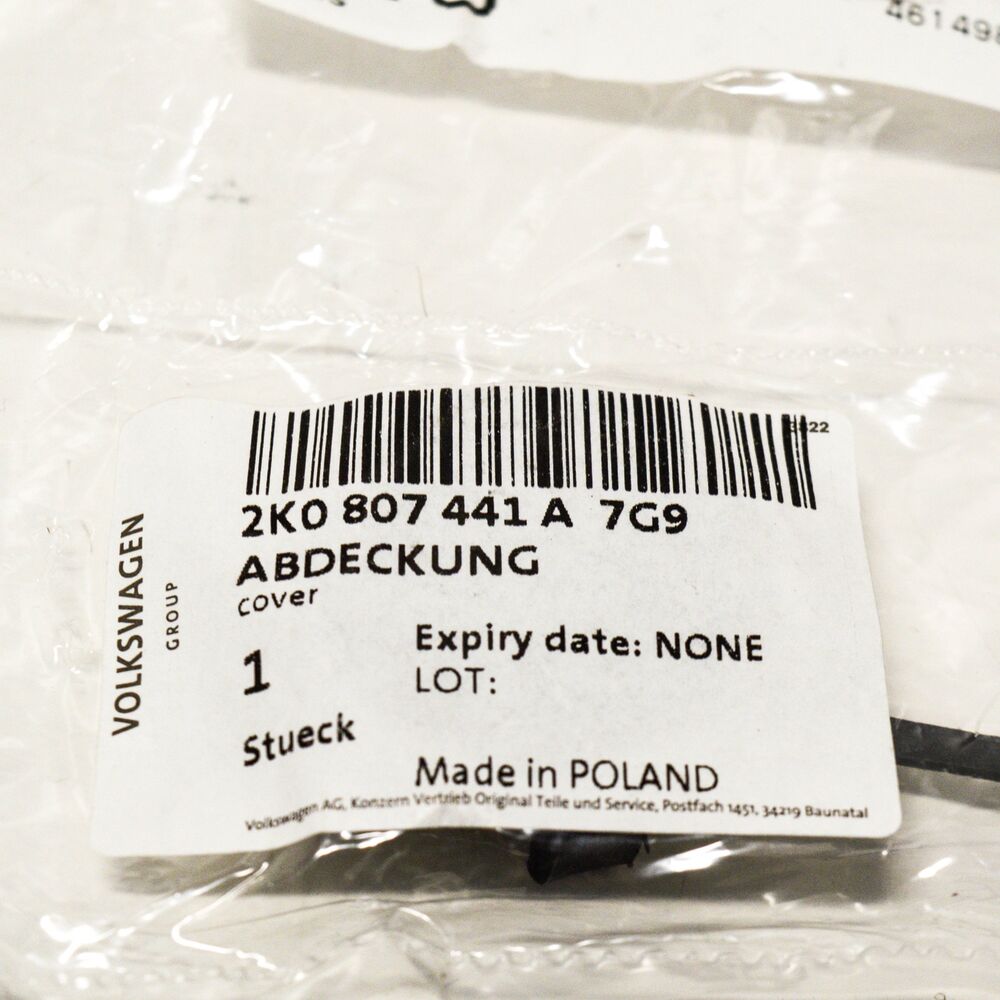 46149
3822
2K0 807 441 A 7G9
ABDECKUNG
cover
VOLKSWAGEN
GROUP
1
Stueck
Expiry date: NONE
LOT:
Made in POLAND
Volkswagen AG, Konzern Vertrieb Original Teile und Service, Postfach 1451, 34219 Baunatal